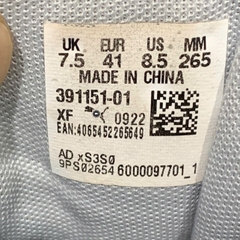 UK EUR US MM
7.5 41 8.5 265
MADE IN CHINA
391151-01
XF 0922
EAN:4065452265649
AD xS3S0
9PS02654 6000097701_1